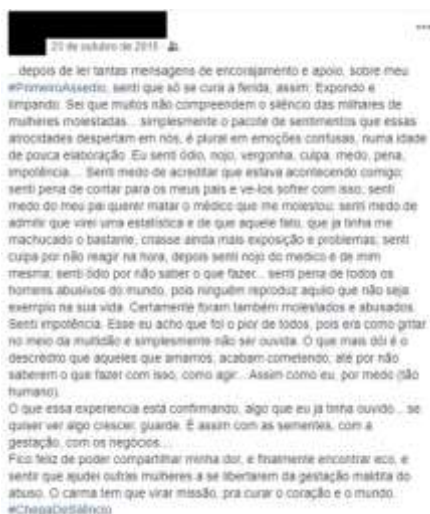 23 de outubro de 2015
...depois de ler tantas mensagens de encorajamento e apoio, sobre meu
#PrimeiroAssedio, senti que só se cura a ferida, assim: Expondo e
limpando. Sei que muitos não compreendem o silêncio das milhares de
mulheres molestadas... simplesmente o pacote de sentimentos que essas
atrocidades despertam em nós, é plural em emoções confusas, numa idade
de pouca elaboração. Eu senti ódio, nojo, vergonha, culpa, medo, pena,
impotência.... Senti medo de acreditar que estava acontecendo comigo;
senti pena de contar para os meus pais e ve-los sofrer com isso; senti
medo do meu pai querer matar o médico que me molestou; senti medo de
admitir que virei uma estatística e de que aquele fato, que ja tinha me
machucado o bastante, criasse ainda mais exposição e problemas; senti
culpa por não reagir na hora, depois senti nojo do medico e de mim
mesma; senti ódio por não saber o que fazer... senti pena de todos os
homens abusivos do mundo, pois ninguém reproduz aquilo que não seja
exemplo na sua vida. Certamente foram também molestados e abusados.
Senti impotência. Esse eu acho que foi o pior de todos, pois era como gritar
no meio da multidão e simplesmente não ser ouvida. O que mais dói é o
descrédito que aqueles que amamos, acabam cometendo, até por não
saberem o que fazer com isso, como agir... Assim como eu, por medo (tão
humano).
O que essa experiencia está confirmando, algo que eu ja tinha ouvido... se
quiser ver algo crescer, guarde. É assim com as sementes, com a
gestação, com os negócios....
Fico feliz de poder compartilhar minha dor, e finalmente encontrar eco, e
sentir que ajudei outras mulheres a se libertarem da gestação maldita do
abuso. O carma tem que virar missão, pra curar o coração e o mundo.
#ChegaDeSilêncio